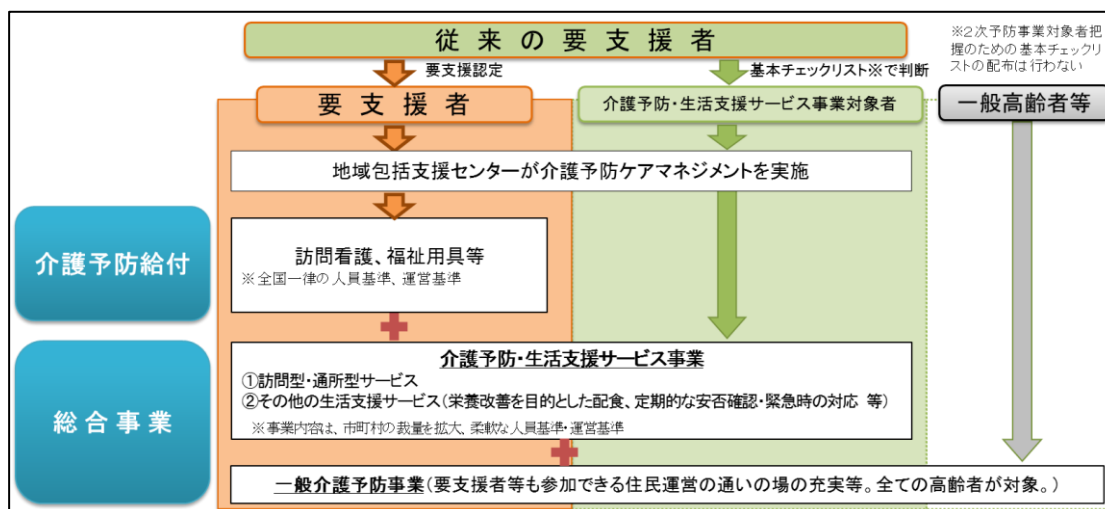 従来の要支援者
※2次予防事業対象者把
握のための基本チェックリ
ストの配布は行わない
要支援認定
基本チェックリスト※で判断
要支援者
介護予防・生活支援サービス事業対象者
一般高齢者等
地域包括支援センターが介護予防ケアマネジメントを実施
介護予防給付
訪問看護、福祉用具等
※全国一律の人員基準、運営基準
総合事業
介護予防・生活支援サービス事業
①訪問型・通所型サービス
②その他の生活支援サービス(栄養改善を目的とした配食、定期的な安否確認・緊急時の対応 等)
※事業内容は、市町村の裁量を拡大、柔軟な人員基準・運営基準
一般介護予防事業(要支援者等も参加できる住民運営の通いの場の充実等。全ての高齢者が対象。)